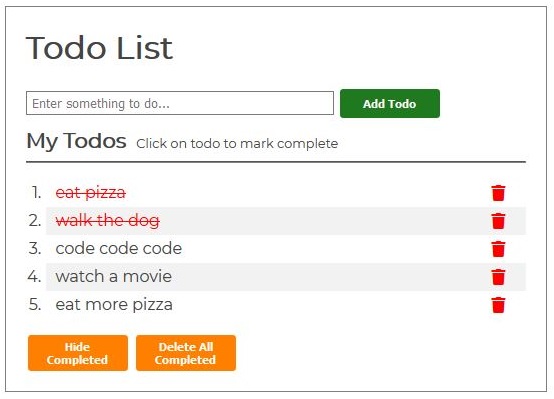 Todo List
Enter something to do...
Add Todo
My Todos Click on todo to mark complete
1. eat pizza
2. walk the dog
3. code code code
4. watch a movie
5. eat more pizza
Hide
Completed
Delete All
Completed